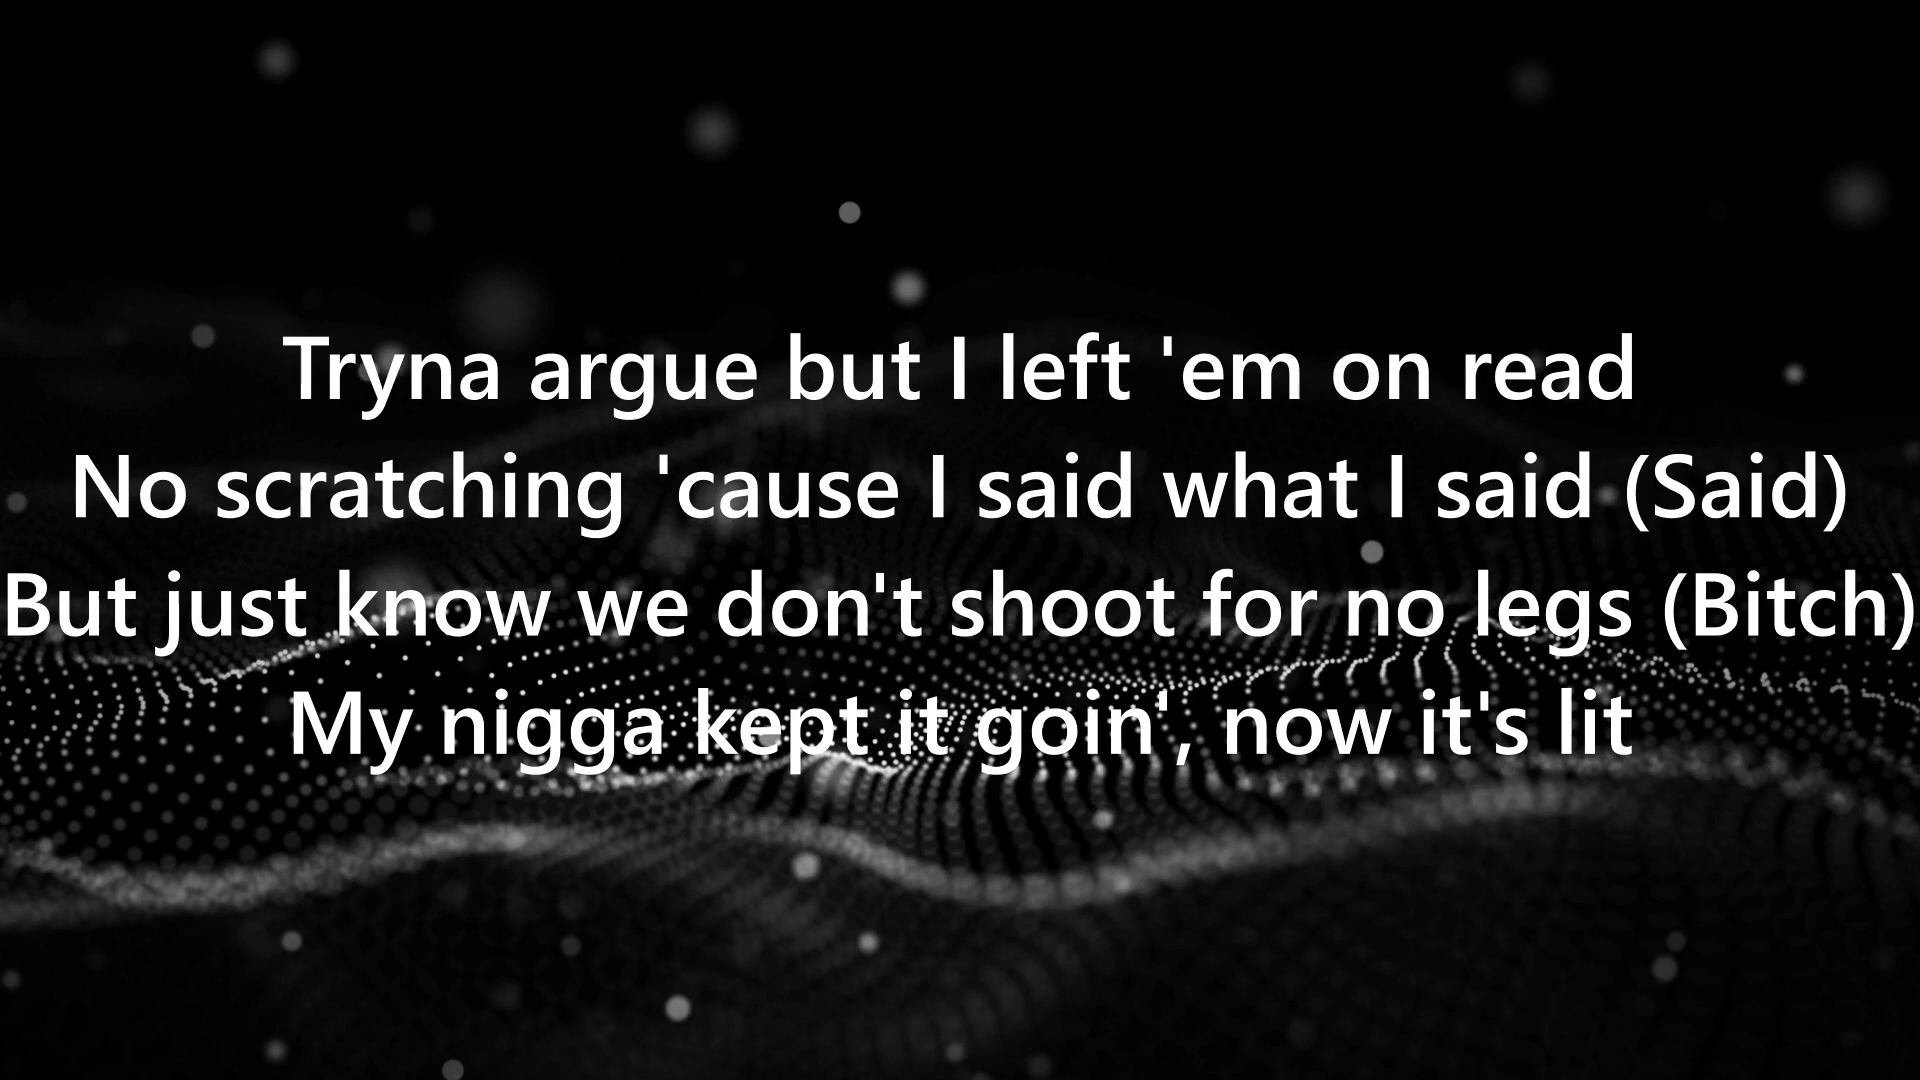 Tryna argue but I left 'em on read
No scratching 'cause I said what I said (Said)
But just know we don't shoot for no legs (Bitch)
My nigga kept it goin', now it's lit